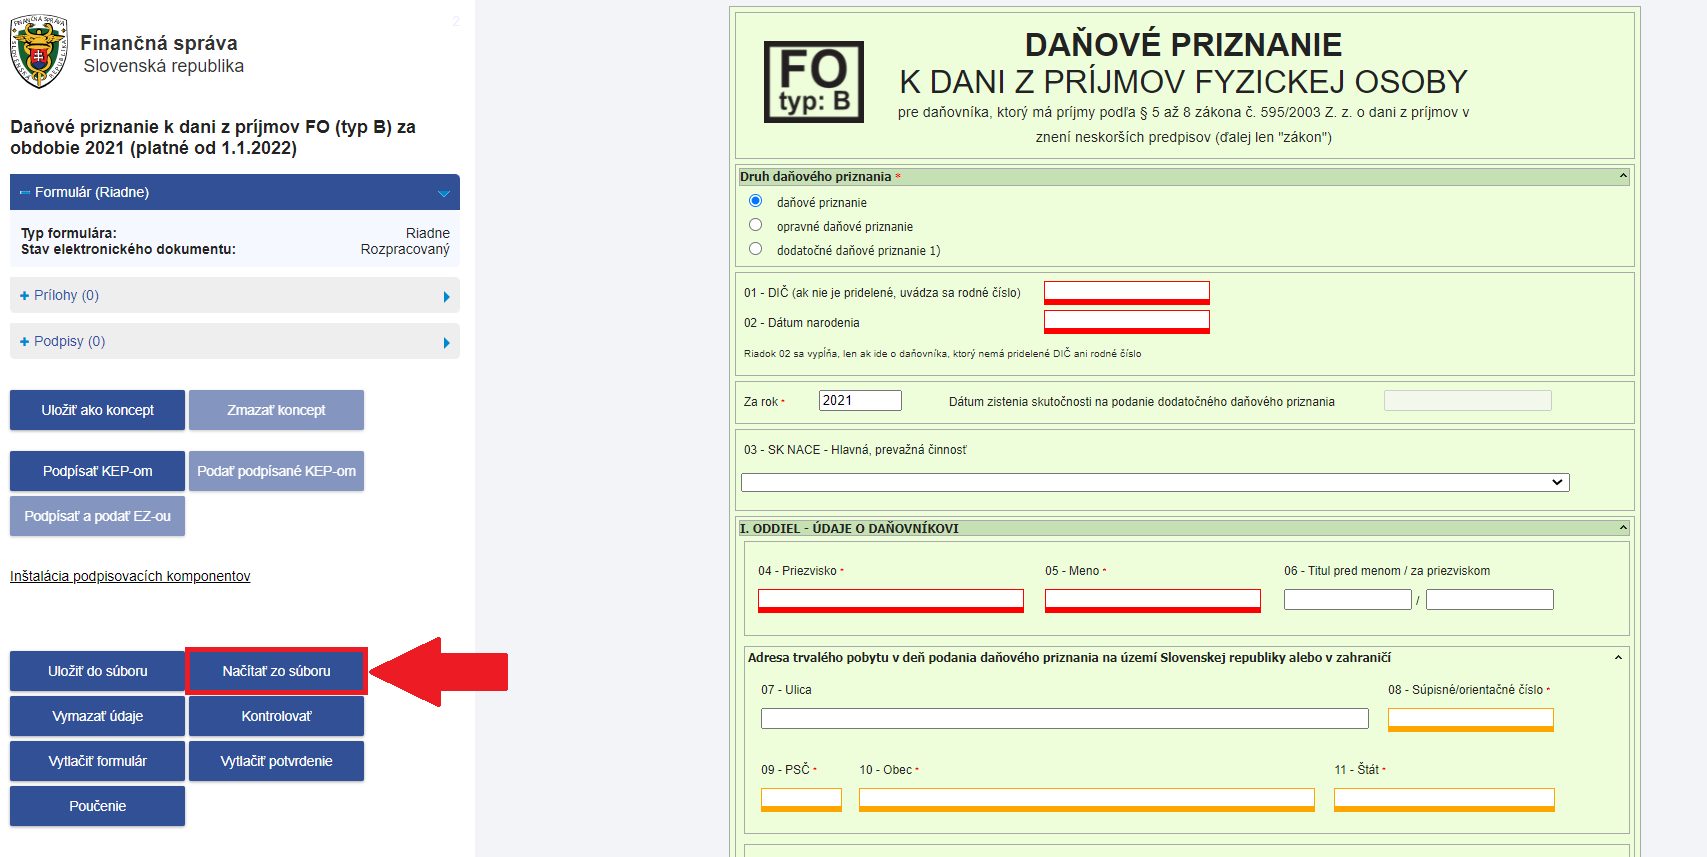 2
FINANČNÁ SPRÁVA
SLOVENSKÁ REPUBLIKA
Finančná správa
Slovenská republika
Daňové priznanie k dani z príjmov FO (typ B) za
obdobie 2021 (platné od 1.1.2022)
Formulár (Riadne)
Typ formulára: Riadne
Stav elektronického dokumentu: Rozpracovaný
+ Prílohy (0)
+ Podpisy (0)
Uložiť ako koncept Zmazať koncept
Podpísať KEP-om Podať podpísané KEP-om
Podpísať a podať EZ-ou
Inštalácia podpisovacích komponentov
Uložiť do súboru Načítať zo súboru
Vymazať údaje Kontrolovať
Vytlačiť formulár Vytlačiť potvrdenie
Poučenie
FO
typ: B
DAŇOVÉ PRIZNANIE
K DANI Z PRÍJMOV FYZICKEJ OSOBY
pre daňovníka, ktorý má príjmy podľa § 5 až 8 zákona č. 595/2003 Z. z. o dani z príjmov v
znení neskorších predpisov (ďalej len "zákon")
Druh daňového priznania *
daňové priznanie
opravné daňové priznanie
dodatočné daňové priznanie 1)
01 - DIČ (ak nie je pridelené, uvádza sa rodné číslo)
02 - Dátum narodenia
Riadok 02 sa vypĺňa, len ak ide o daňovníka, ktorý nemá pridelené DIČ ani rodné číslo
Za rok * 2021 Dátum zistenia skutočnosti na podanie dodatočného daňového priznania
03 - SK NACE - Hlavná, prevažná činnosť
I. ODDIEL - ÚDAJE O DAŇOVNÍKOVI
04 - Priezvisko * 05 - Meno * 06 - Titul pred menom / za priezviskom
/
Adresa trvalého pobytu v deň podania daňového priznania na území Slovenskej republiky alebo v zahraničí
07 - Ulica 08 - Súpisné/orientačné číslo *
09 - PSČ * 10 - Obec * 11 - Štát *